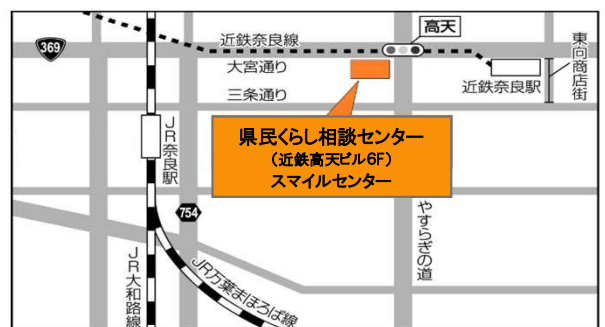 高天
369
近鉄奈良線
東向商店街
大宮通り
近鉄奈良駅
三条通り
県民くらし相談センター
（近鉄高天ビル6F）
スマイルセンター
JR奈良駅
754
やすらぎの道
JR大和路線
JR万葉まほろば線